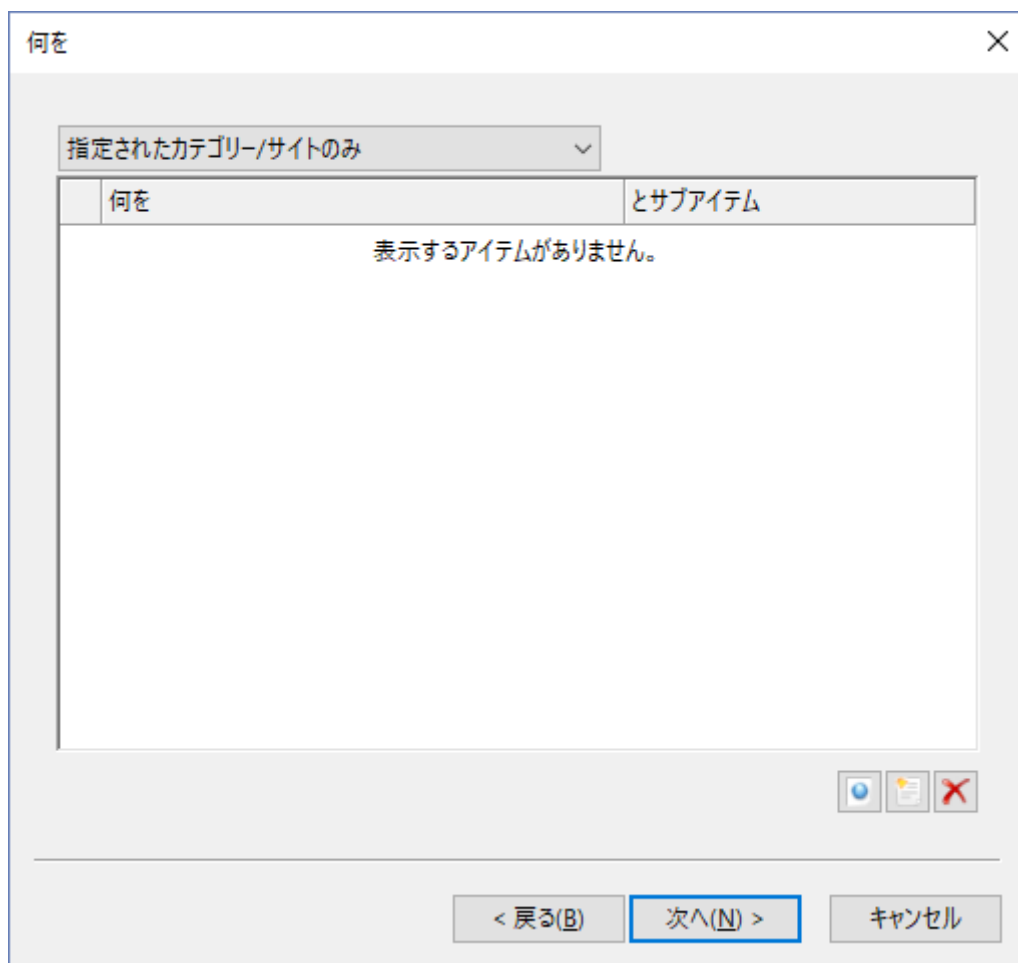 何を
指定されたカテゴリー/サイトのみ
何を とサブアイテム
表示するアイテムがありません。
< 戻る(B) 次へ(N) > キャンセル